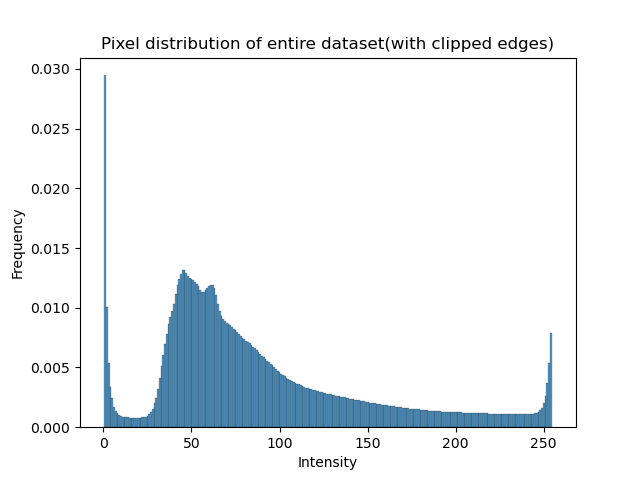 Pixel distribution of entire dataset(with clipped edges)
0.030
0.025
0.020
0.015
0.010
0.005
0.000
Frequency
0 50 100 150 200 250
Intensity